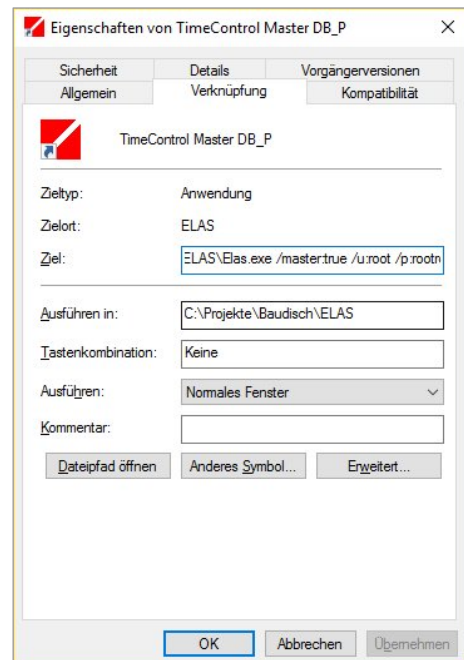 Eigenschaften von TimeControl Master DB_P
Sicherheit Details Vorgängerversionen
Allgemein Verknüpfung Kompatibilität
TimeControl Master DB_P
Zieltyp: Anwendung
Zielort: ELAS
Ziel: ELAS\Elas.exe /master:true /u:root /p:rootr
Ausführen in: C:\Projekte\Baudisch\ELAS
Tastenkombination: Keine
Ausführen: Normales Fenster
Kommentar:
Dateipfad öffnen Anderes Symbol... Erweitert...
OK Abbrechen Übernehmen